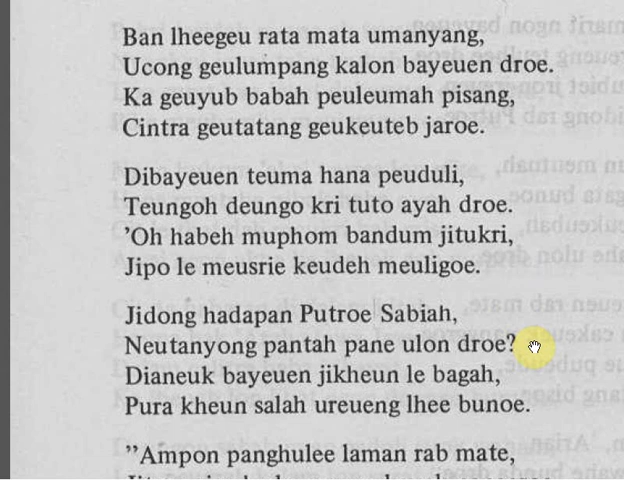 Ban lheegeu rata mata umanyang,
Ucong geulumpang kalon bayeuen droe.
Ka geuyub babah peuleumah pisang,
Cintra geutatang geukeuteb jaroe.
Dibayeuen teuma hana peuduli,
Teungoh deungo kri tuto ayah droe.
'Oh habeh muphom bandum jitukri,
Jipo le meusrie keudeh meuligoe.
Jidong hadapan Putroe Sabiah,
Neutanyong pantah pane ulon droe?
Dianeuk bayeuen jikheun le bagah,
Pura kheun salah ureueng lhee bunoe.
”Ampon panghulee laman rab mate,